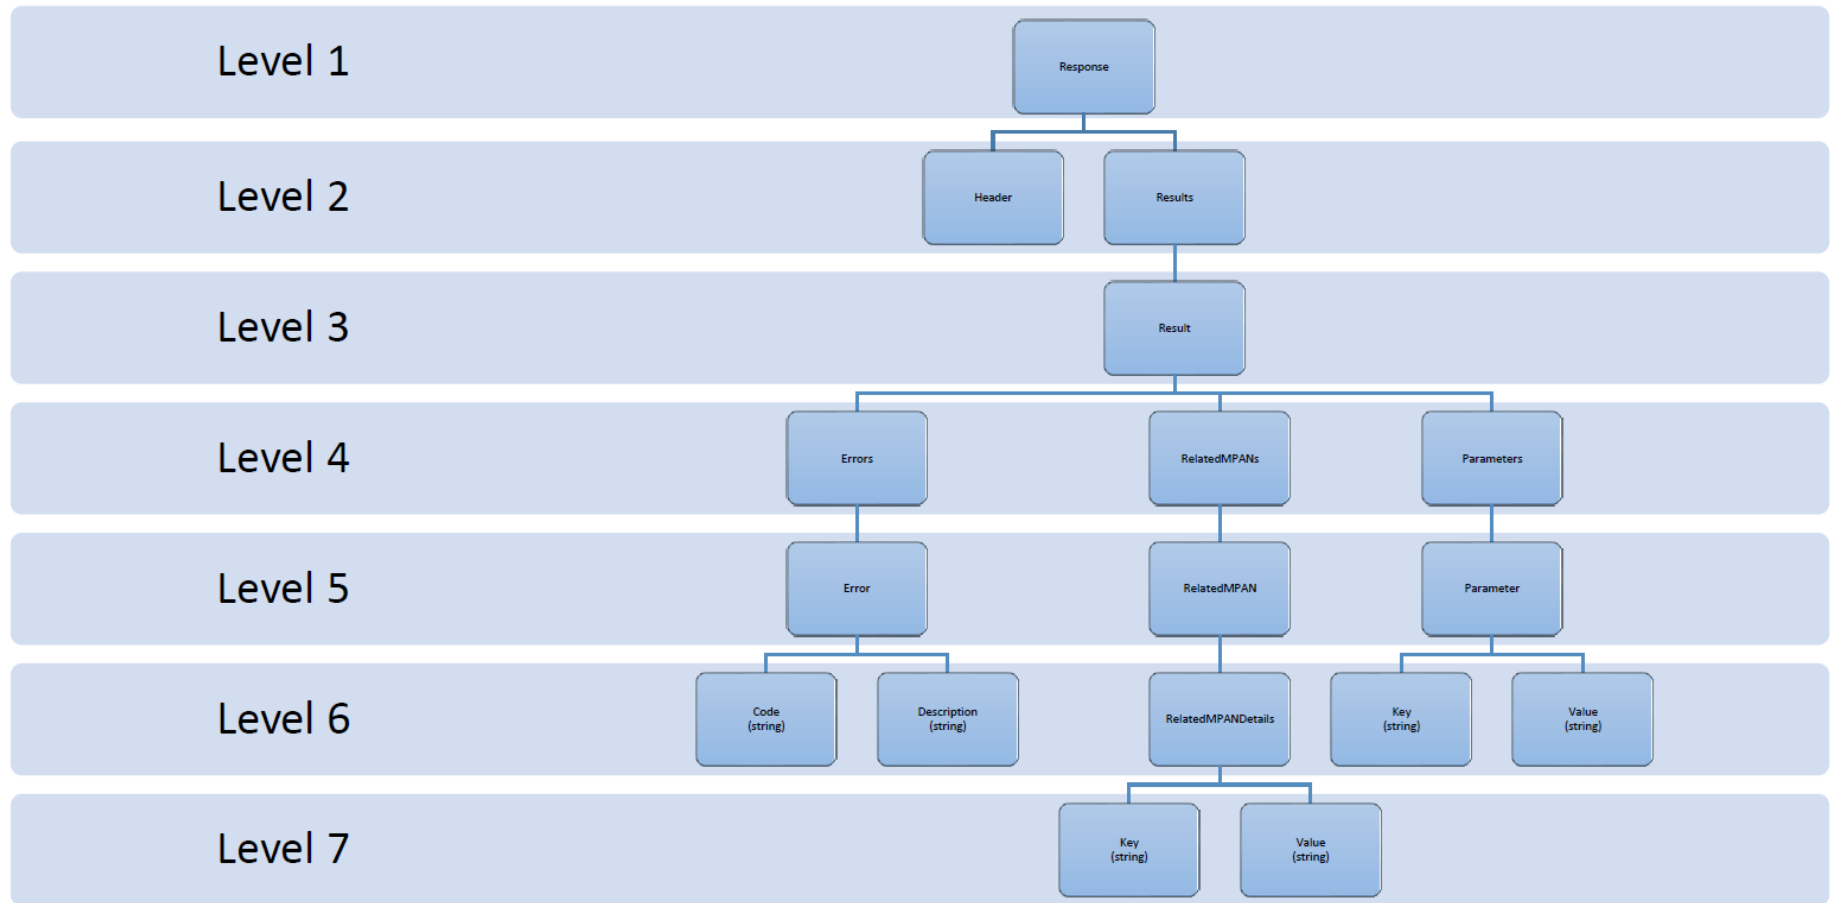 Level 1
Response
Level 2
Header
Results
Level 3
Result
Level 4
Errors
RelatedMPANs
Parameters
Level 5
Error
RelatedMPAN
Parameter
Level 6
Code
(string)
Description
(string)
RelatedMPANDetails
Key
(string)
Value
(string)
Level 7
Key
(string)
Value
(string)